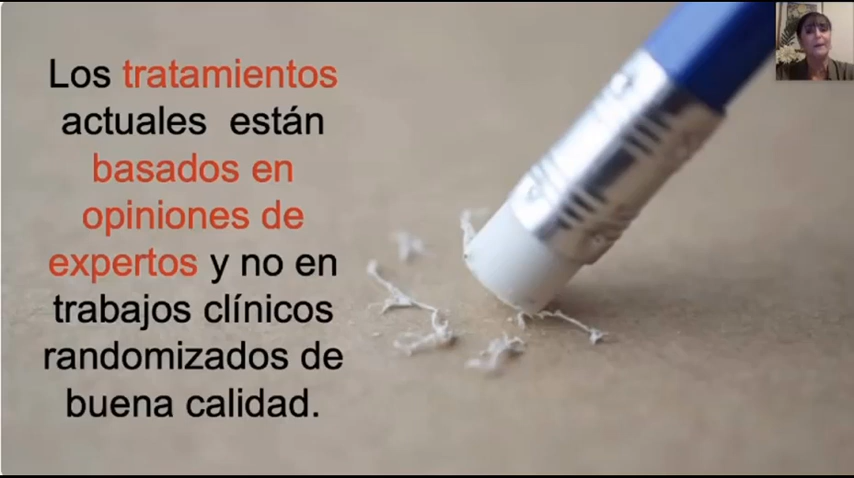 Los tratamientos
actuales están
basados en
opiniones de
expertos y no en
trabajos clínicos
randomizados de
buena calidad.